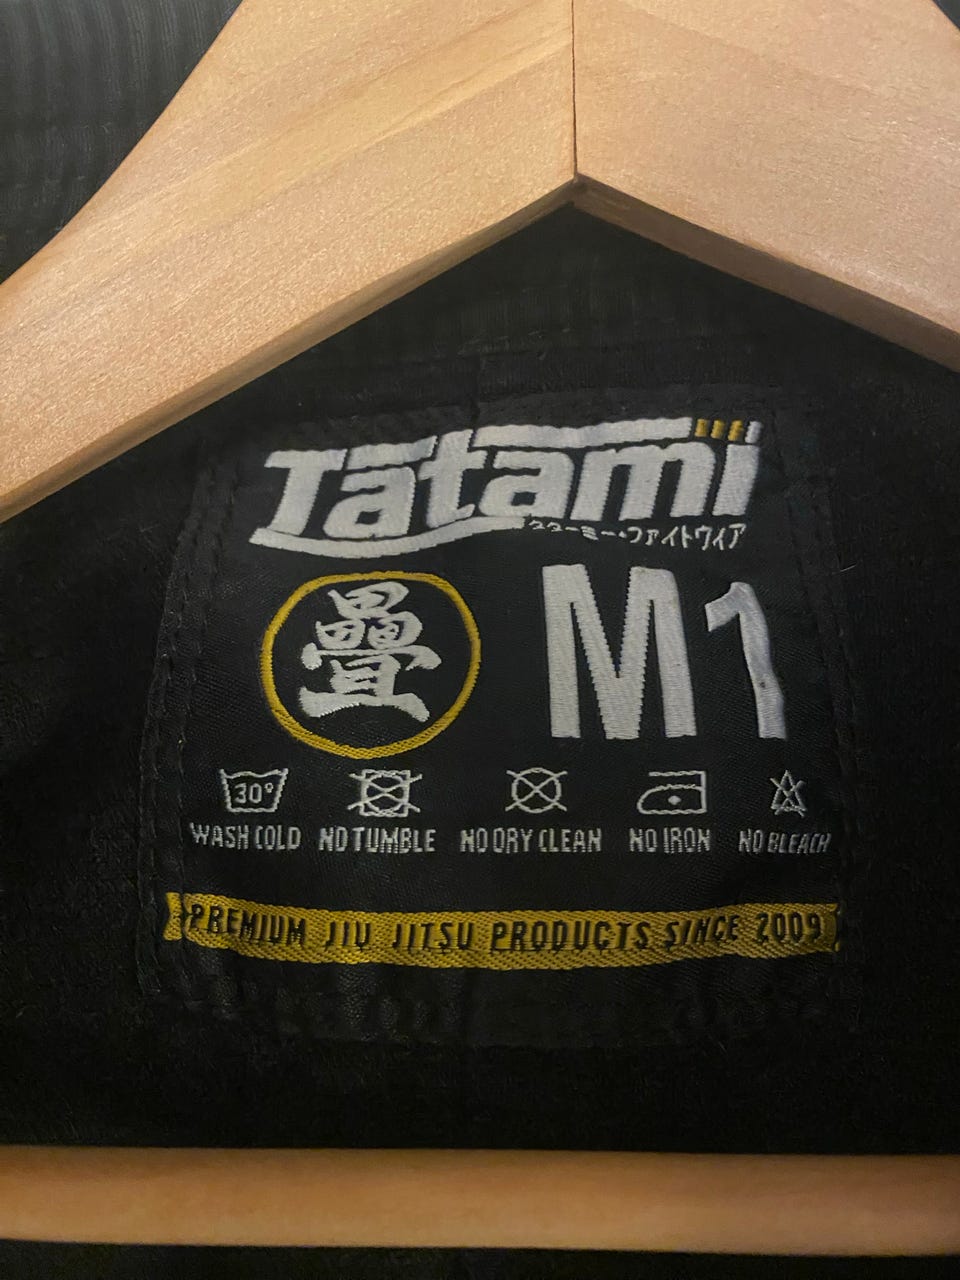 Tatami
タターミー・ファイトウィア
疊
M1
30°
WASH COLD NO TUMBLE NO DRY CLEAN NO IRON NO BLEACH
PREMIUM JIU JITSU PRODUCTS SINCE 2009